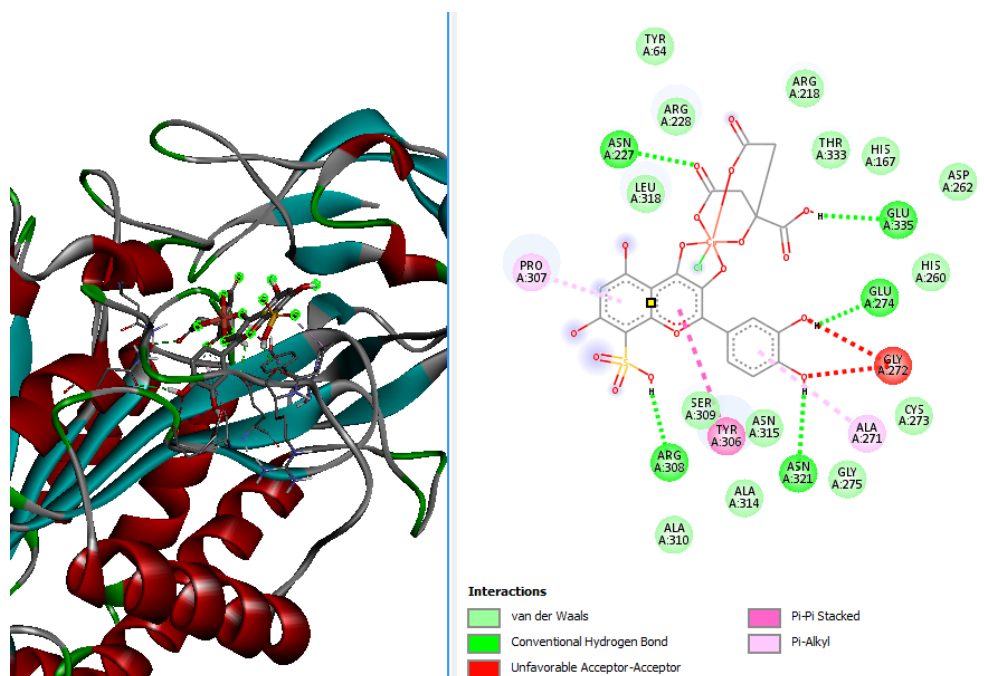 TYR
A:64
ARG
A:218
ARG
A:228
ASN
A:227
THR
A:333
HIS
A:167
ASP
A:262
LEU
A:318
GLU
A:335
Cl
PRO
A:307
HIS
A:260
GLU
A:274
H
H
O
O
O
O
O
O
O
O
O
O
O
O
O
O
S
O
O
O
H
H
GLY
A:272
SER
A:309
TYR
A:306
ASN
A:315
CYS
A:273
ALA
A:271
ARG
A:308
ASN
A:321
GLY
A:275
ALA
A:314
ALA
A:310
Interactions
van der Waals
Conventional Hydrogen Bond
Unfavorable Acceptor-Acceptor
Pi-Pi Stacked
Pi-Alkyl